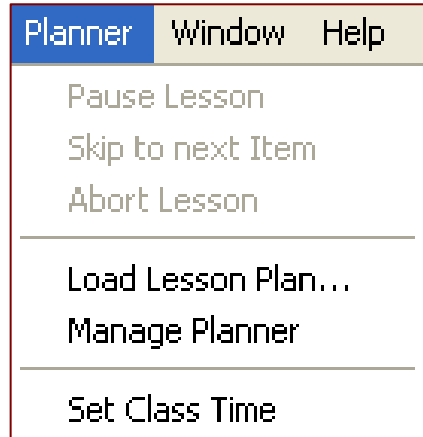 Planner Window Help
Pause Lesson
Skip to next Item
Abort Lesson
Load Lesson Plan...
Manage Planner
Set Class Time